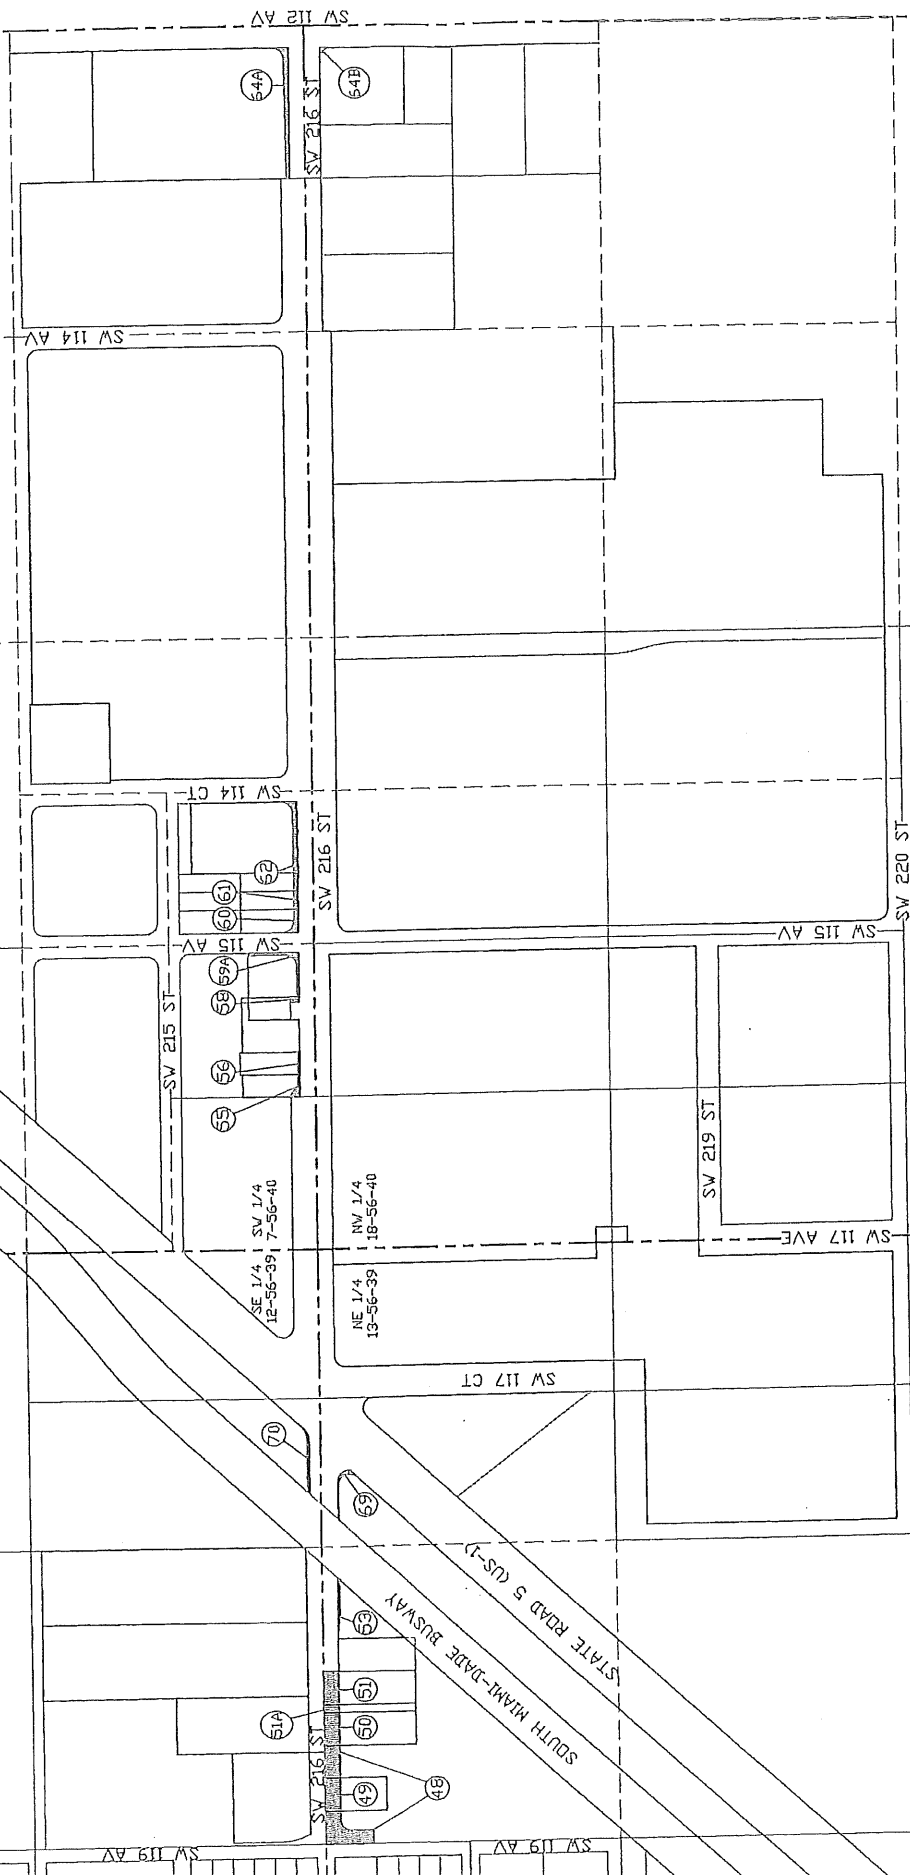 SW 112 AV
54A
54B
SW 216 ST
SW 114 AV
SW 114 CT
62
61
60
SW 216 ST
SW 220 ST
SW 115 AV
SW 115 AV
59A
58
SW 215 ST
56
55
SW 219 ST
SE 1/4
12-56-39
SW 1/4
7-56-40
NW 1/4
18-56-40
NE 1/4
13-56-39
SW 117 AVE
SW 117 CT
70
69
STATE ROAD 5 (US-1)
SOUTH MIAMI-DADE BUSWAY
53
51
51A
50
SW 216 ST
49
48
SW 119 AV
SW 119 AV